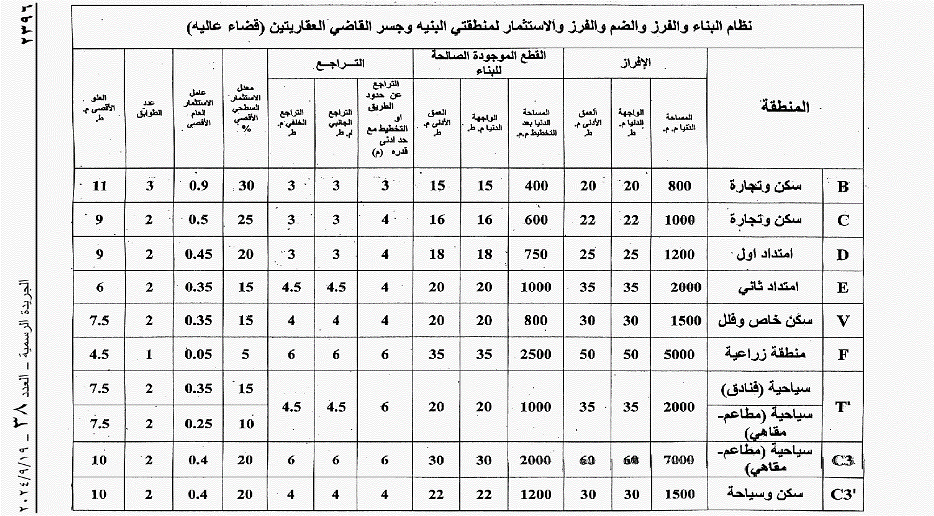 ٢٣٩٦
نظام البناء والفرز والضم والفرز والاستثمار لمنطقتي البنيه وجسر القاضي العقاريتين (قضاء عاليه)
المنطقة | الإفراز | القطع الموجودة الصالحة للبناء | التراجع | معدل الاستثمار السطحي الأقصى % | عامل الاستثمار العام الأقصى | عدد الطوابق | العلو الأقصى م. ط
المساحة الدنيا م.م. | الواجهة الدنيا م. ط. | العمق الأدنى م. ط | المساحة الدنيا بعد التخطيط م.م. | الواجهة الدنيا م. ط. | العمق الأدنى م. ط | التراجع عن حدود الطريق او التخطيط مع حد ادنى قدره (م) | التراجع الجانبي م. ط. | التراجع الخلفي م. ط.
B | سكن وتجارة | 800 | 20 | 20 | 400 | 15 | 15 | 3 | 3 | 3 | 30 | 0.9 | 3 | 11
C | سكن وتجارة | 1000 | 22 | 22 | 600 | 16 | 16 | 4 | 3 | 3 | 25 | 0.5 | 2 | 9
D | امتداد اول | 1200 | 25 | 25 | 750 | 18 | 18 | 4 | 3 | 3 | 20 | 0.45 | 2 | 9
E | امتداد ثاني | 2000 | 35 | 35 | 1000 | 20 | 20 | 4 | 4.5 | 4.5 | 15 | 0.35 | 2 | 6
V | سكن خاص وفلل | 1500 | 30 | 30 | 800 | 20 | 20 | 4 | 4 | 4 | 15 | 0.35 | 2 | 7.5
F | منطقة زراعية | 5000 | 50 | 50 | 2500 | 35 | 35 | 6 | 6 | 6 | 5 | 0.05 | 1 | 4.5
T' | سياحية (فنادق) | 2000 | 35 | 35 | 1000 | 20 | 20 | 6 | 4.5 | 4.5 | 15 | 0.35 | 2 | 7.5
سياحية (مطاعم- مقاهي) | 10 | 0.25 | 2 | 7.5
C3 | سياحية (مطاعم- مقاهي) | 7000 | 60 | 60 | 2000 | 30 | 30 | 6 | 6 | 6 | 20 | 0.4 | 2 | 10
C3' | سكن وسياحة | 1500 | 30 | 30 | 1200 | 22 | 22 | 4 | 4 | 4 | 20 | 0.4 | 2 | 10
الجريدة الرسمية – العدد ٣٨ – ٢٠٢٤/٩/١٩